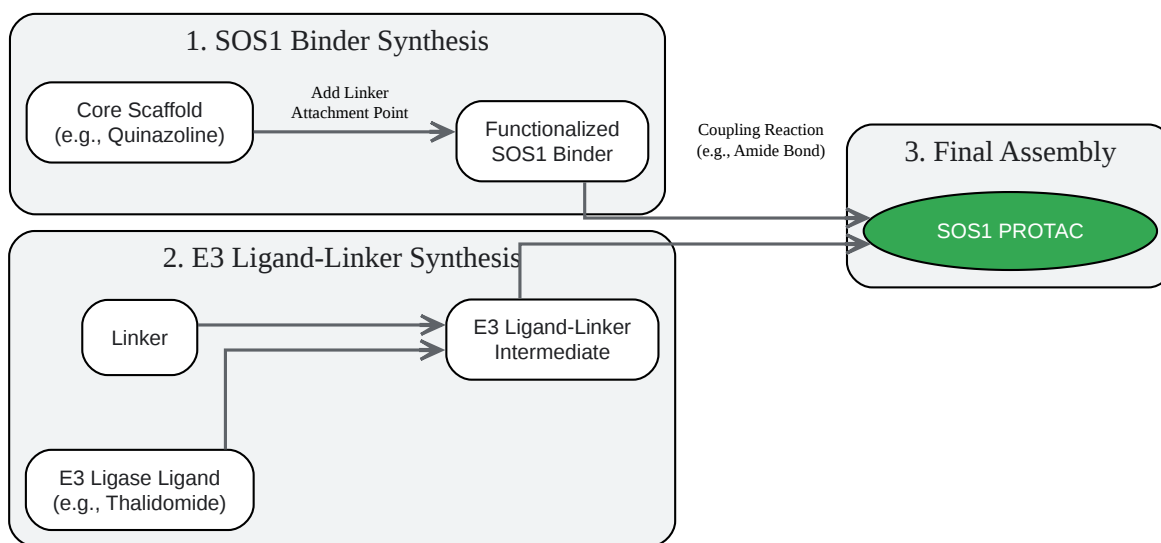 1. SOS1 Binder Synthesis
Core Scaffold
(e.g., Quinazoline)
Add Linker
Attachment Point
Functionalized
SOS1 Binder
Coupling Reaction
(e.g., Amide Bond)
3. Final Assembly
SOS1 PROTAC
2. E3 Ligand-Linker Synthesis
Linker
E3 Ligand-Linker
Intermediate
E3 Ligase Ligand
(e.g., Thalidomide)